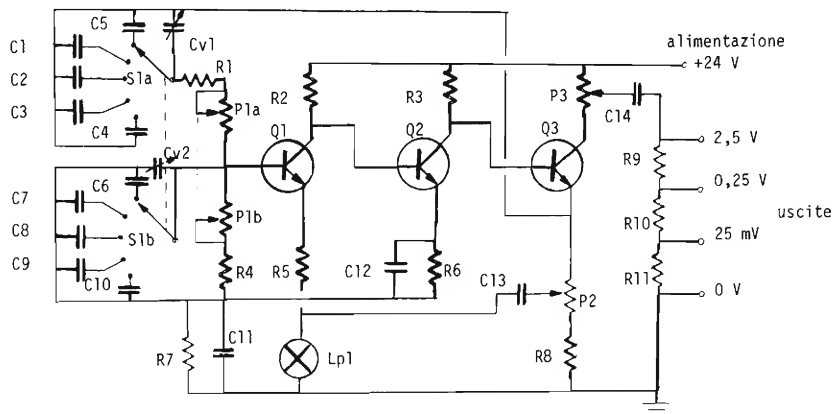 C5
Cv1
C1
C2
C3
S1a
R1
C4
P1a
R2
R3
P3
C14
alimentazione
+24 V
Q1
Q2
Q3
2,5 V
R9
0,25 V
uscite
R10
25 mV
R11
0 V
Cv2
C6
C7
C8
C9
S1b
C10
P1b
R4
R5
C12
R6
C13
P2
R7
C11
Lp1
R8